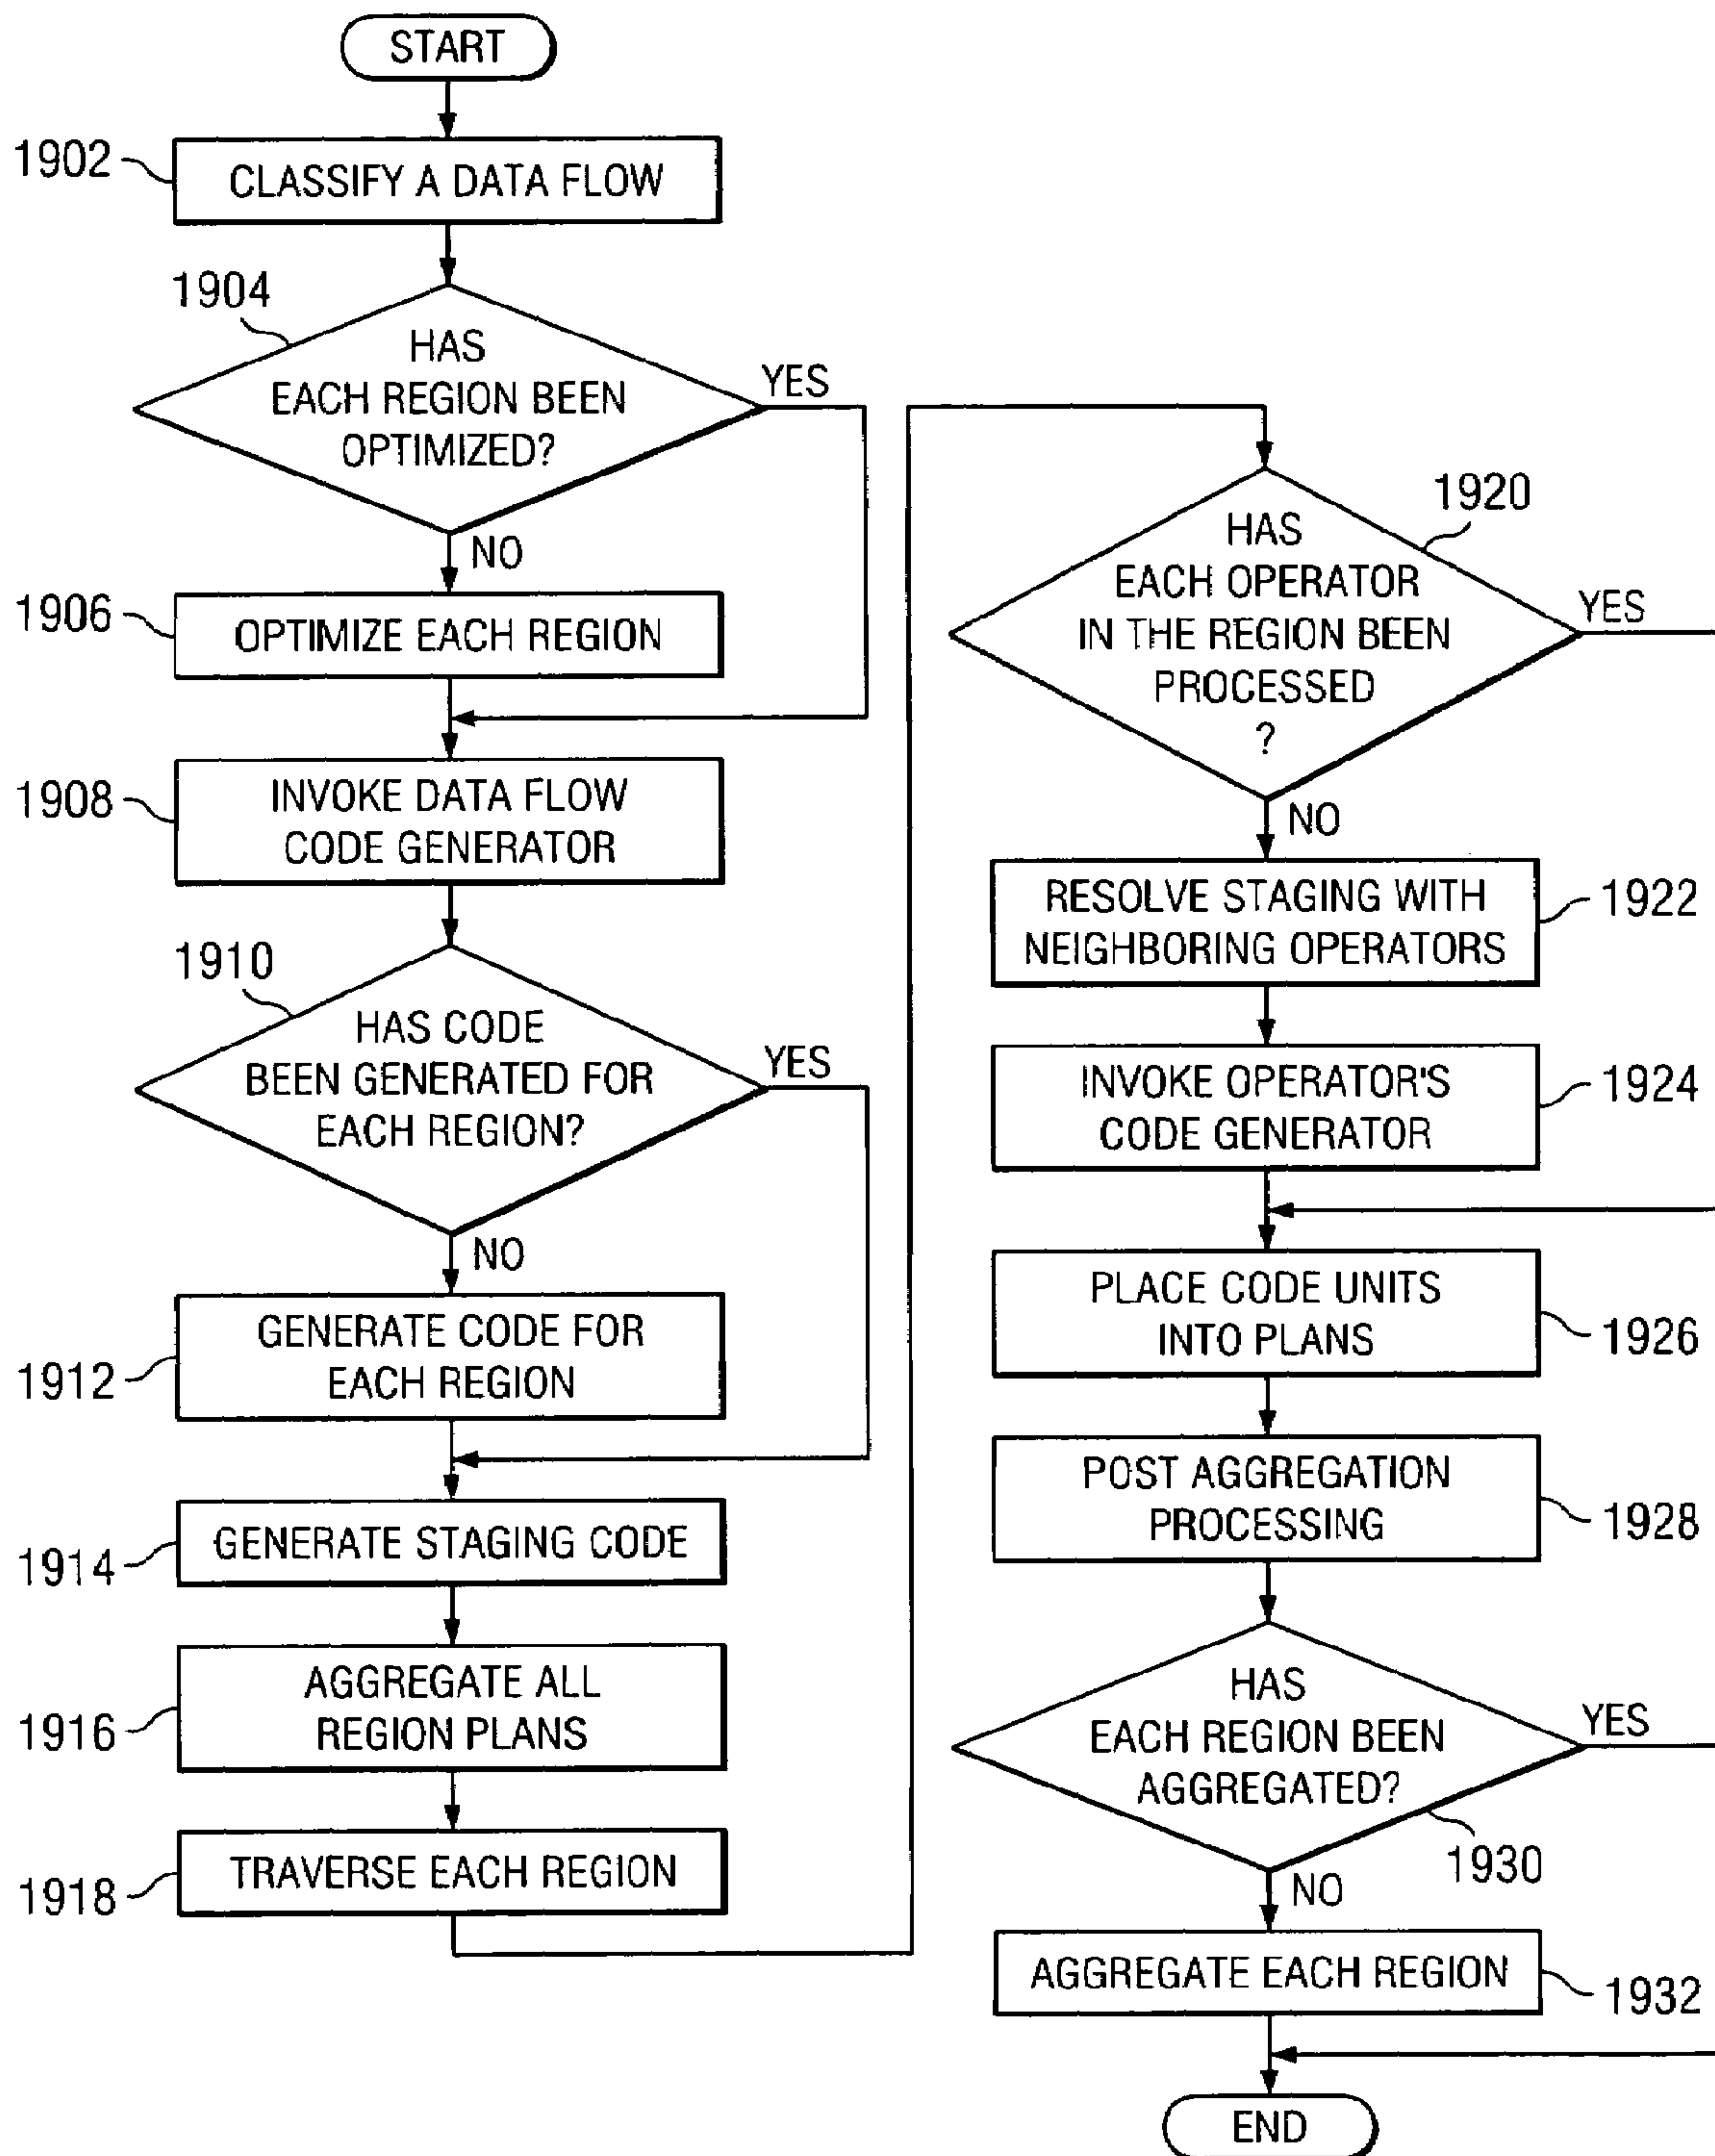 START
1902
CLASSIFY A DATA FLOW
1904
HAS
EACH REGION BEEN
OPTIMIZED?
YES
NO
1906
OPTIMIZE EACH REGION
1908
INVOKE DATA FLOW
CODE GENERATOR
1910
HAS CODE
BEEN GENERATED FOR
EACH REGION?
YES
NO
1912
GENERATE CODE FOR
EACH REGION
1914
GENERATE STAGING CODE
1916
AGGREGATE ALL
REGION PLANS
1918
TRAVERSE EACH REGION
1920
HAS
EACH OPERATOR
IN THE REGION BEEN
PROCESSED
?
YES
NO
RESOLVE STAGING WITH
NEIGHBORING OPERATORS
1922
INVOKE OPERATOR'S
CODE GENERATOR
1924
PLACE CODE UNITS
INTO PLANS
1926
POST AGGREGATION
PROCESSING
1928
HAS
EACH REGION BEEN
AGGREGATED?
YES
1930
NO
AGGREGATE EACH REGION
1932
END